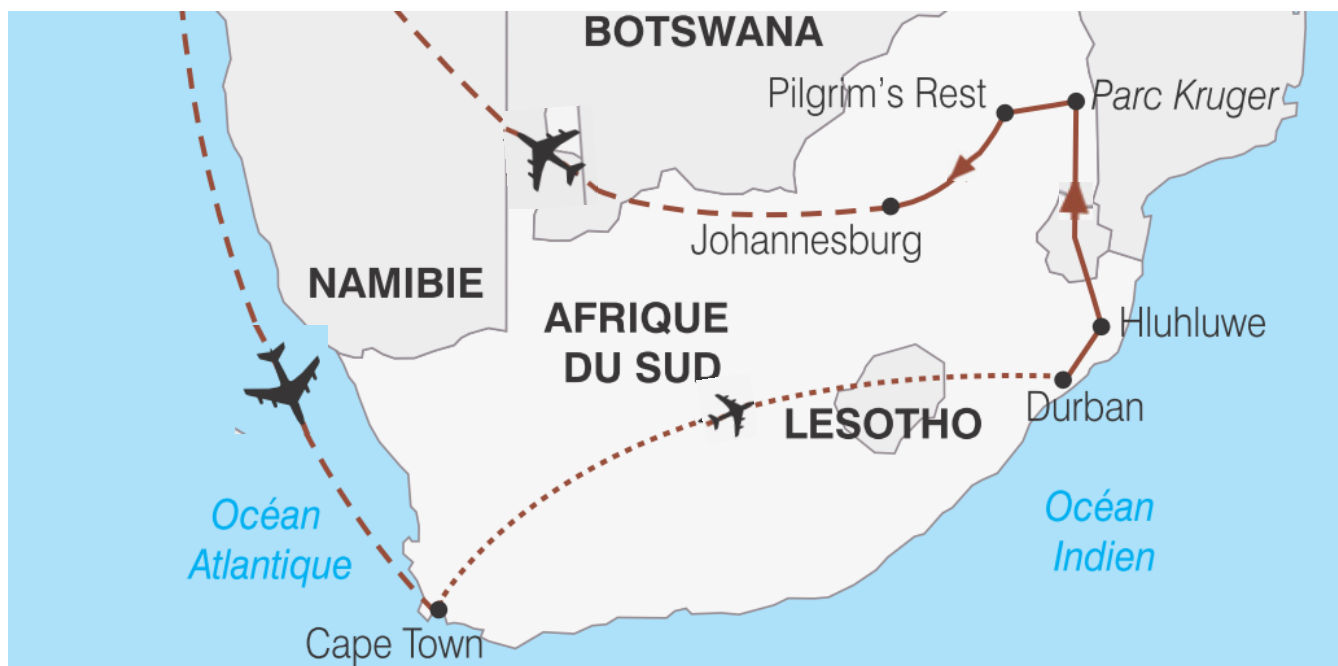 BOTSWANA
Pilgrim's Rest
Parc Kruger
Johannesburg
NAMIBIE
AFRIQUE
DU SUD
Hluhluwe
Durban
LESOTHO
Océan
Atlantique
Océan
Indien
Cape Town